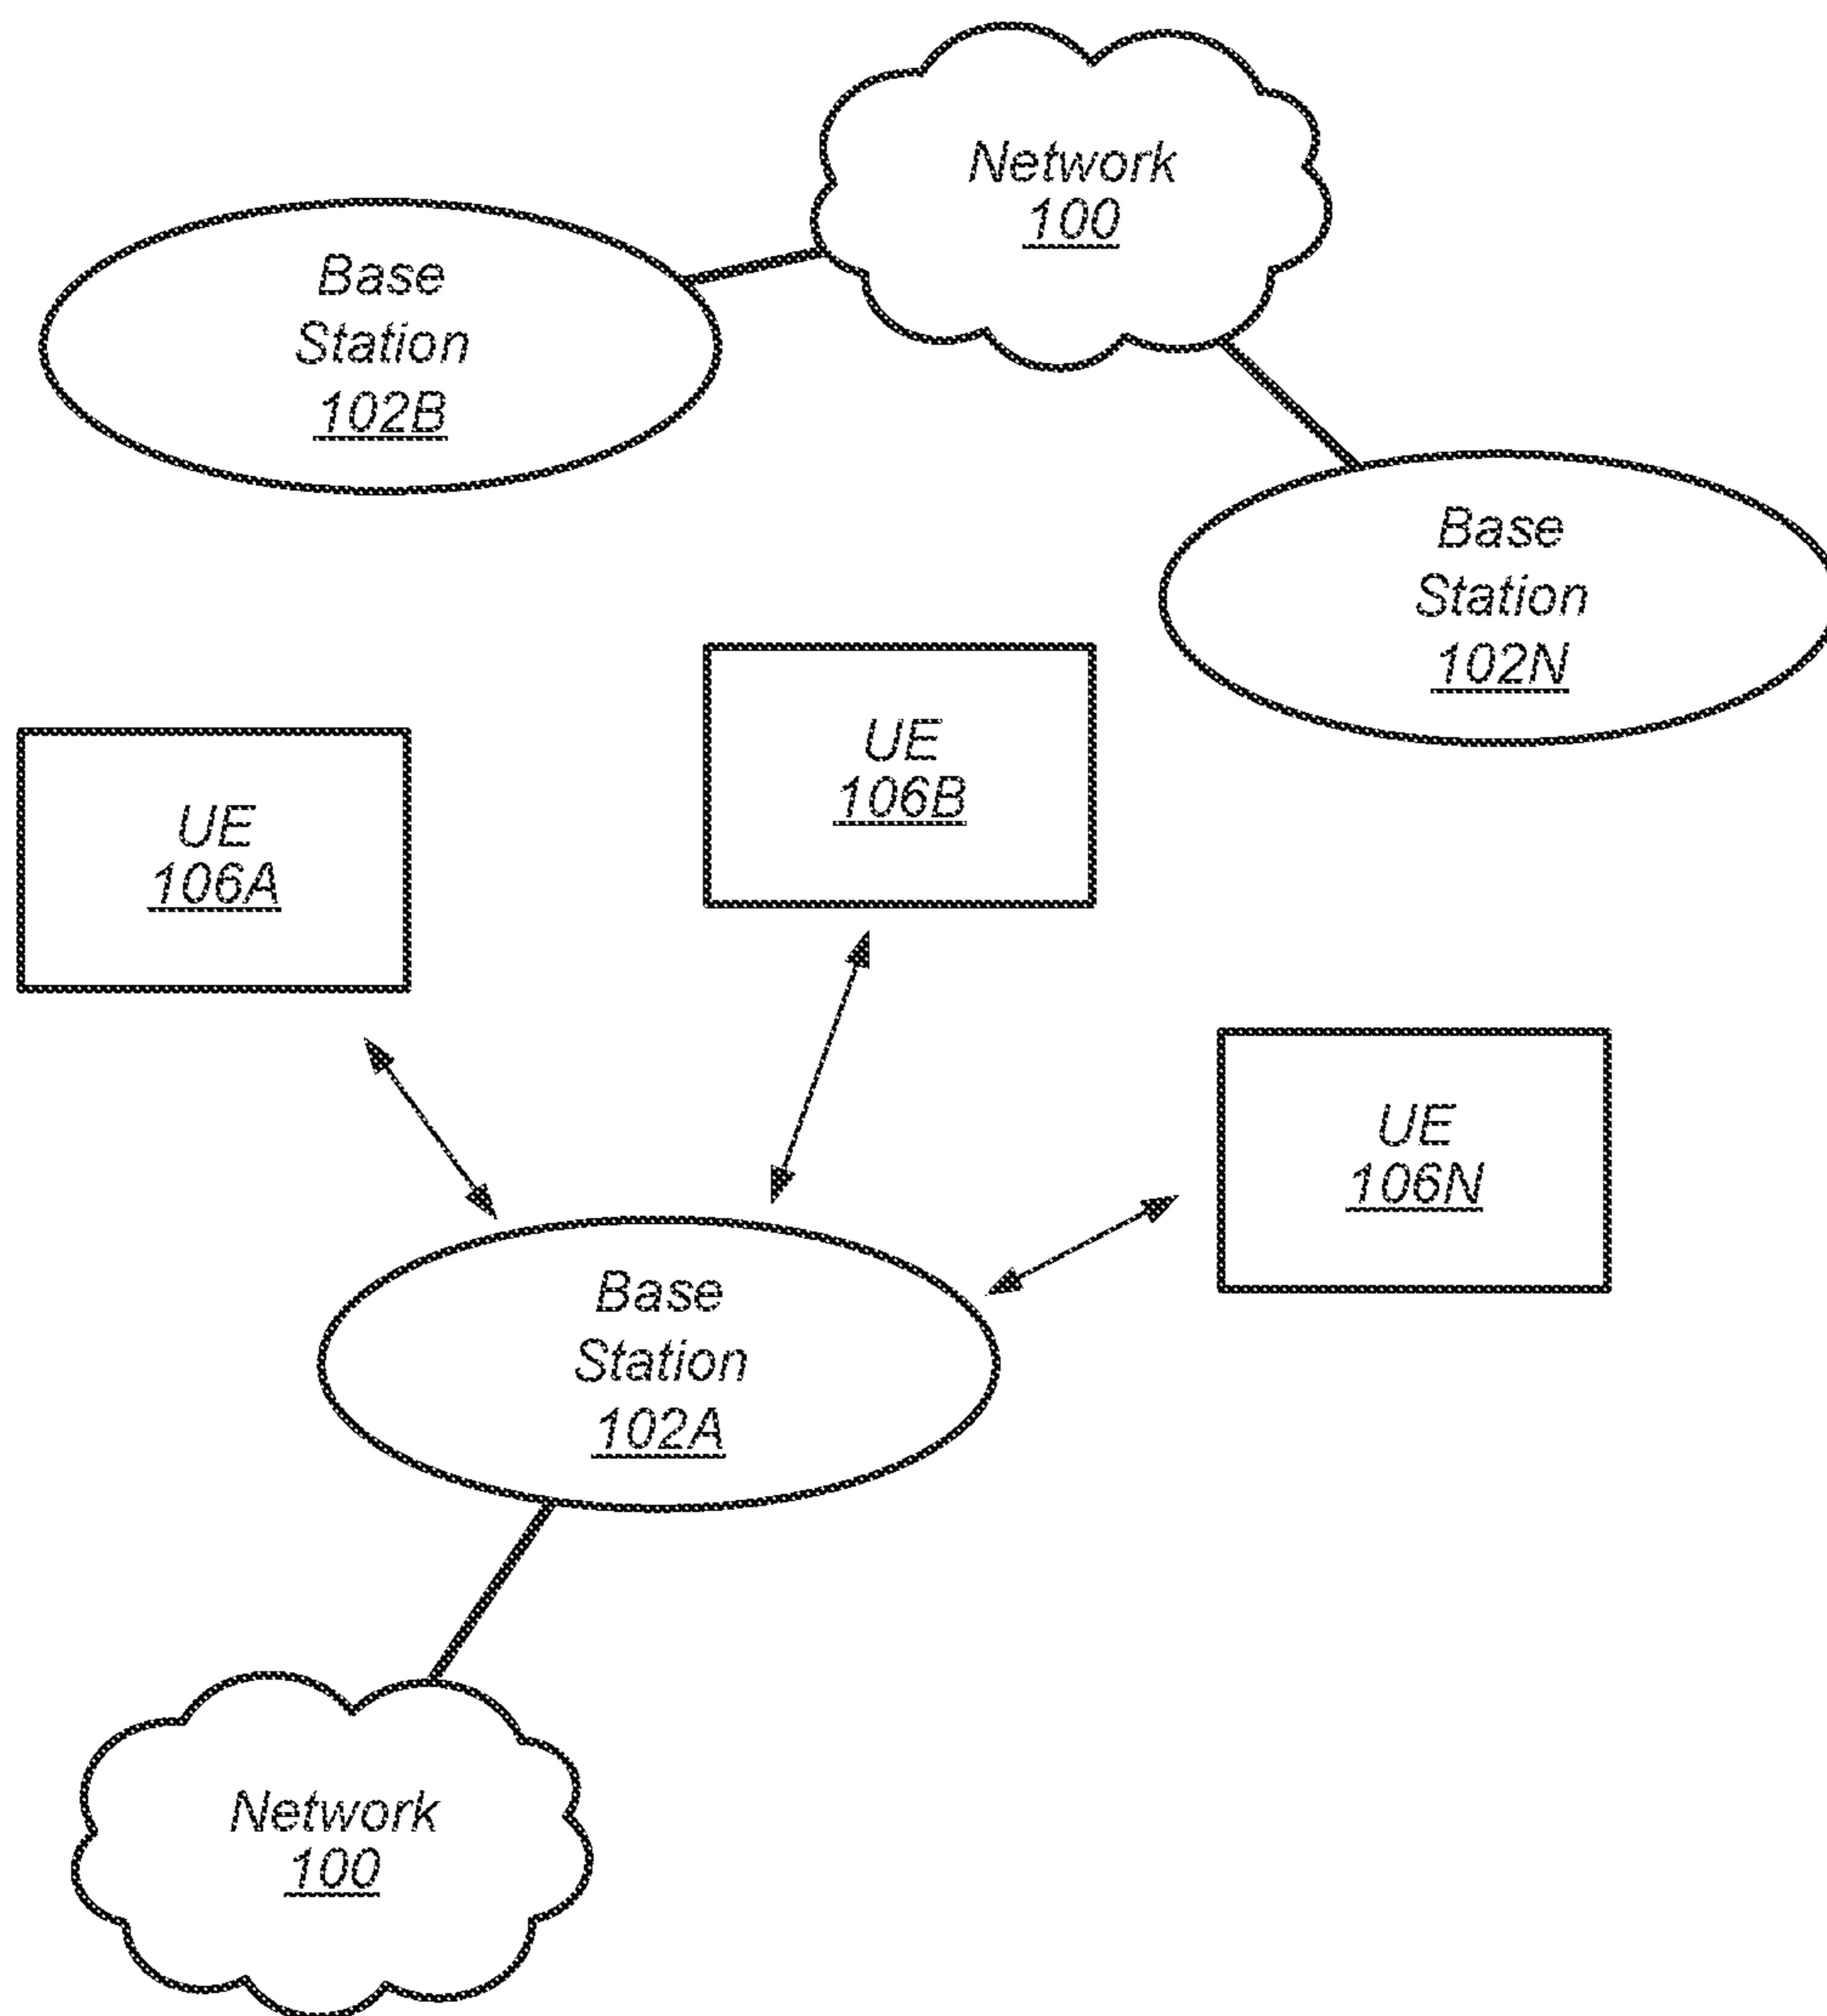 Network
100
Base
Station
102B
Base
Station
102N
UE
106B
UE
106A
UE
106N
Base
Station
102A
Network
100